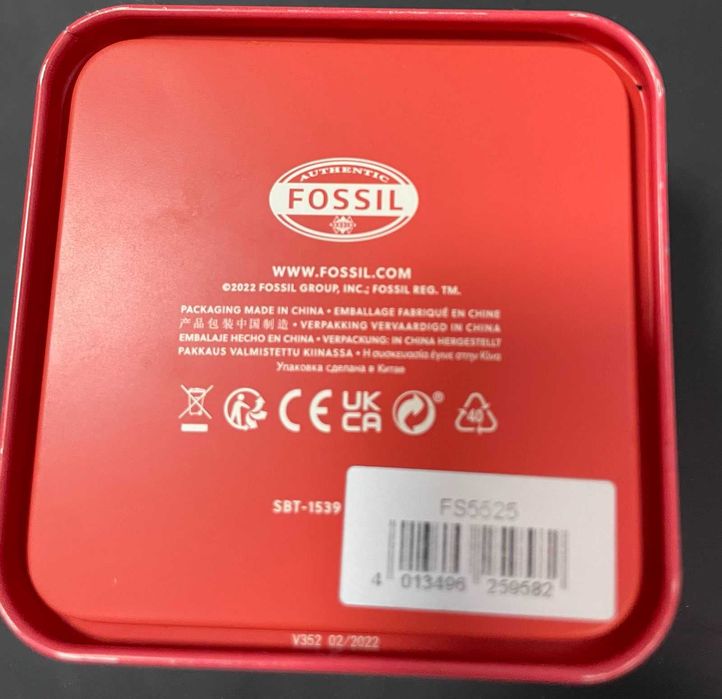 AUTHENTIC
FOSSIL
WWW.FOSSIL.COM
©2022 FOSSIL GROUP, INC.; FOSSIL REG. TM.
PACKAGING MADE IN CHINA • EMBALLAGE FABRIQUÉ EN CHINE
产品包装中国制造 • VERPAKKING VERVAARDIGD IN CHINA
EMBALAJE HECHO EN CHINA • VERPACKUNG: IN CHINA HERGESTELLT
PAKKAUS VALMISTETTU KIINASSA • Η συσκευασία έγινε στην Κίνα
Упаковка сделана в Китае
CE UK CA ® 40
SBT-1539
FS5525
4 013496 259582
V352 02/2022